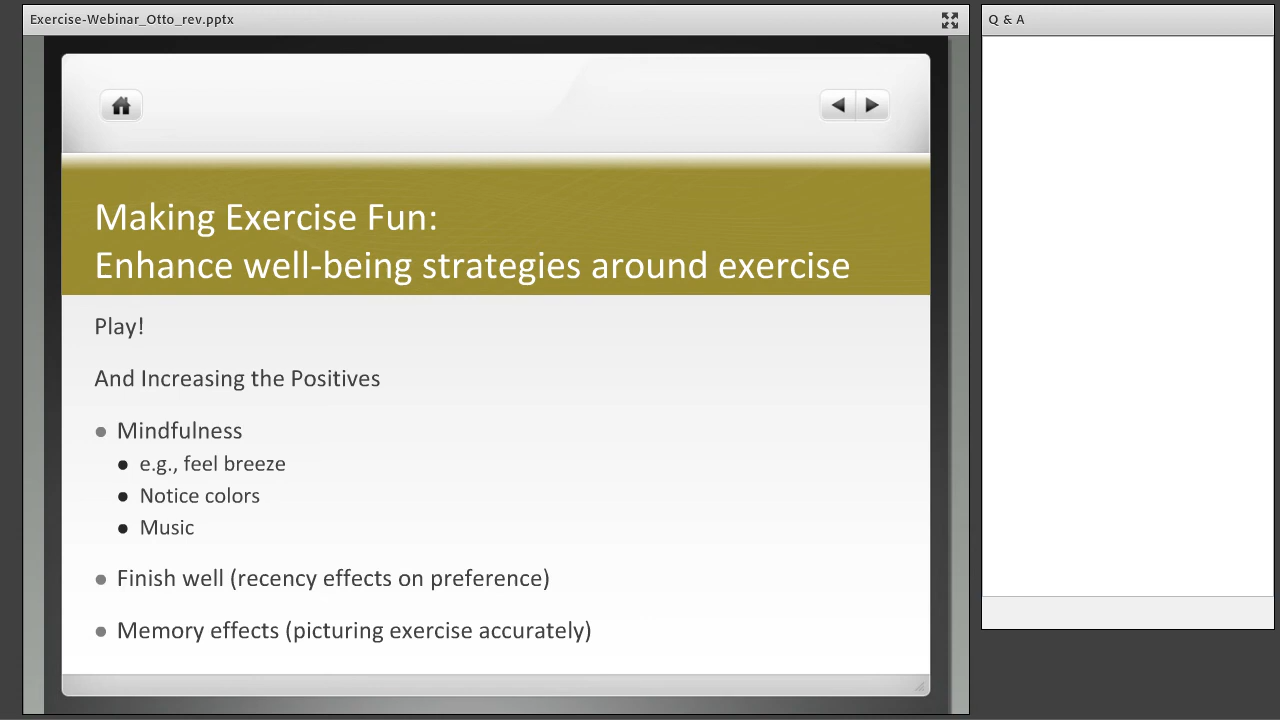 Exercise-Webinar_Otto_rev.pptx
Q & A
Making Exercise Fun:
Enhance well-being strategies around exercise
Play!
And Increasing the Positives
Mindfulness
e.g., feel breeze
Notice colors
Music
Finish well (recency effects on preference)
Memory effects (picturing exercise accurately)